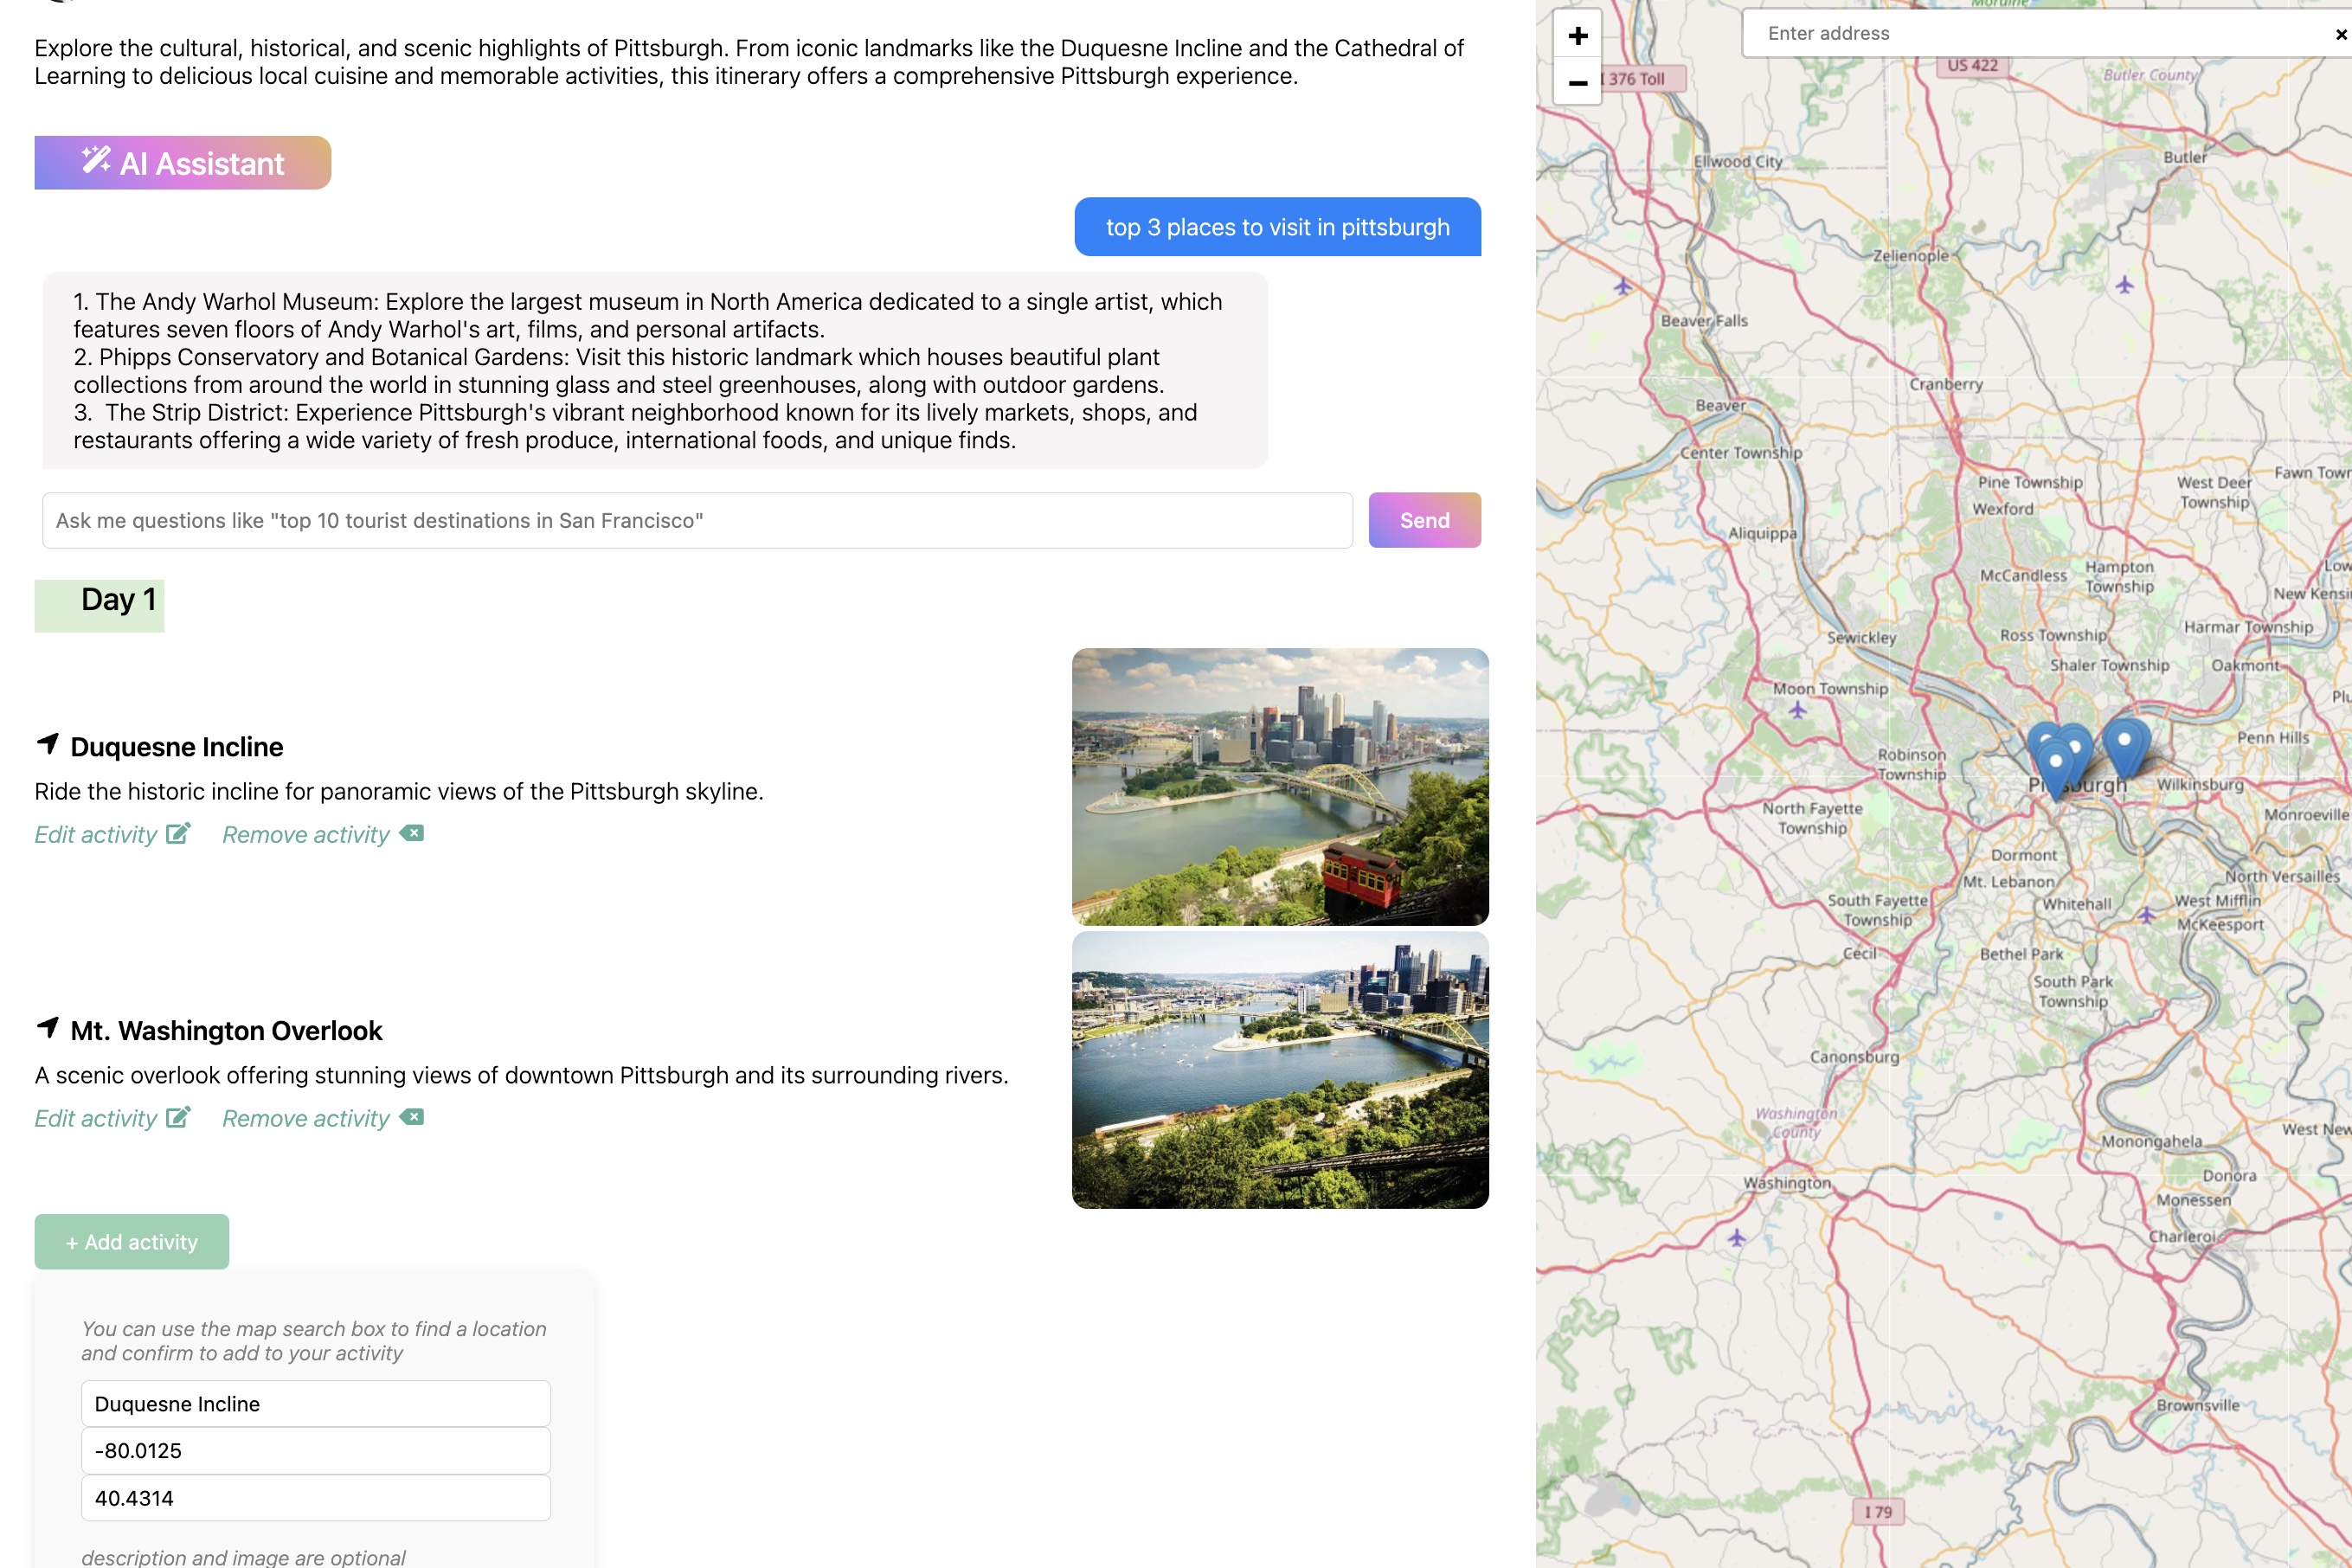 Explore the cultural, historical, and scenic highlights of Pittsburgh. From iconic landmarks like the Duquesne Incline and the Cathedral of
Learning to delicious local cuisine and memorable activities, this itinerary offers a comprehensive Pittsburgh experience.
AI Assistant
top 3 places to visit in pittsburgh
1. The Andy Warhol Museum: Explore the largest museum in North America dedicated to a single artist, which
features seven floors of Andy Warhol's art, films, and personal artifacts.
2. Phipps Conservatory and Botanical Gardens: Visit this historic landmark which houses beautiful plant
collections from around the world in stunning glass and steel greenhouses, along with outdoor gardens.
3.  The Strip District: Experience Pittsburgh's vibrant neighborhood known for its lively markets, shops, and
restaurants offering a wide variety of fresh produce, international foods, and unique finds.
Ask me questions like "top 10 tourist destinations in San Francisco"
Send
Day 1
Duquesne Incline
Ride the historic incline for panoramic views of the Pittsburgh skyline.
Edit activity
Remove activity
Mt. Washington Overlook
A scenic overlook offering stunning views of downtown Pittsburgh and its surrounding rivers.
Edit activity
Remove activity
+ Add activity
You can use the map search box to find a location
and confirm to add to your activity
Duquesne Incline
-80.0125
40.4314
description and image are optional
+
−
Enter address
×
I 376 Toll
US 422
Butler County
Ellwood City
Butler
Zelienople
Beaver Falls
Cranberry
Beaver
Center Township
Pine Township
Wexford
West Deer
Township
Fawn
Aliquippa
McCandless
Hampton
Township
New
Harmar Township
Sewickley
Ross Township
Shaler Township
Oakmont
Moon Township
Penn Hills
Robinson
Township
Wilkinsburg
North Fayette
Township
Monroeville
Dormont
Mt. Lebanon
North Versailles
South Fayette
Township
Whitehall
West Mifflin
McKeesport
Cecil
Bethel Park
South Park
Township
Canonsburg
Washington
County
Monongahela
West
Washington
Donora
Monessen
Charleroi
Brownsville
I 79